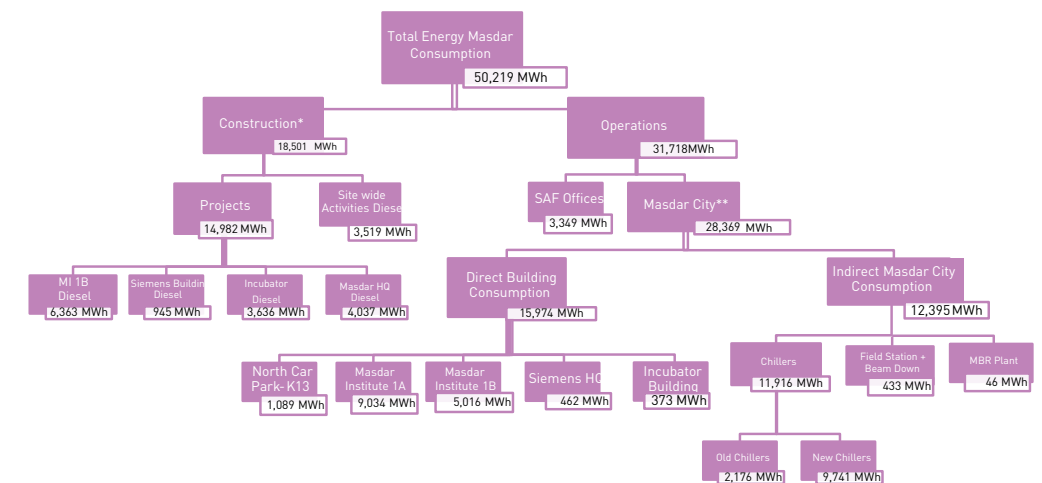 Total Energy Masdar
Consumption
50,219 MWh
Construction*
18,501 MWh
Operations
31,718MWh
Projects
14,982 MWh
Site wide
Activities Diese
3,519 MWh
SAF Offices
3,349 MWh
Masdar City**
28,369 MWh
MI 1B
Diesel
6,363 MWh
Siemens Buildin
Diesel
945 MWh
Incubator
Diesel
3,636 MWh
Masdar HQ
Diesel
4,037 MWh
Direct Building
Consumption
15,974 MWh
Indirect Masdar City
Consumption
12,395 MWh
North Car
Park- K13
1,089 MWh
Masdar
Institute 1A
9,034 MWh
Masdar
Institute 1B
5,016 MWh
Siemens HQ
462 MWh
Incubator
Building
373 MWh
Chillers
11,916 MWh
Field Station +
Beam Down
433 MWh
MBR Plant
46 MWh
Old Chillers
2,176 MWh
New Chillers
9,741 MWh